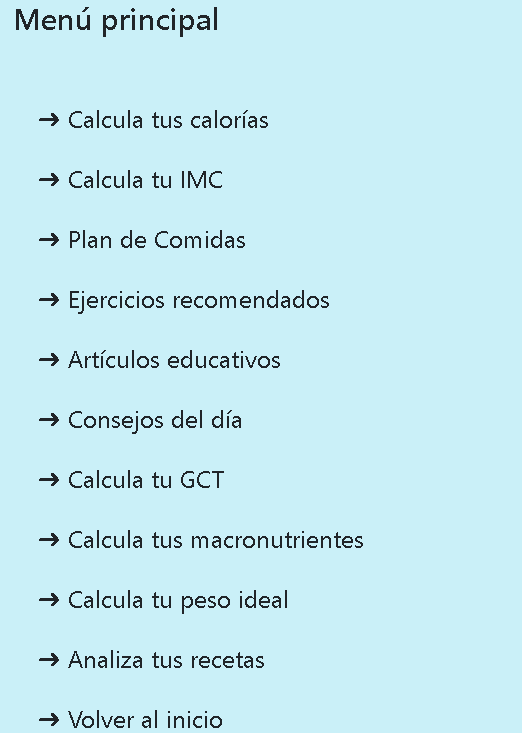 Menú principal
➔ Calcula tus calorías
➔ Calcula tu IMC
➔ Plan de Comidas
➔ Ejercicios recomendados
➔ Artículos educativos
➔ Consejos del día
➔ Calcula tu GCT
➔ Calcula tus macronutrientes
➔ Calcula tu peso ideal
➔ Analiza tus recetas
➔ Volver al inicio